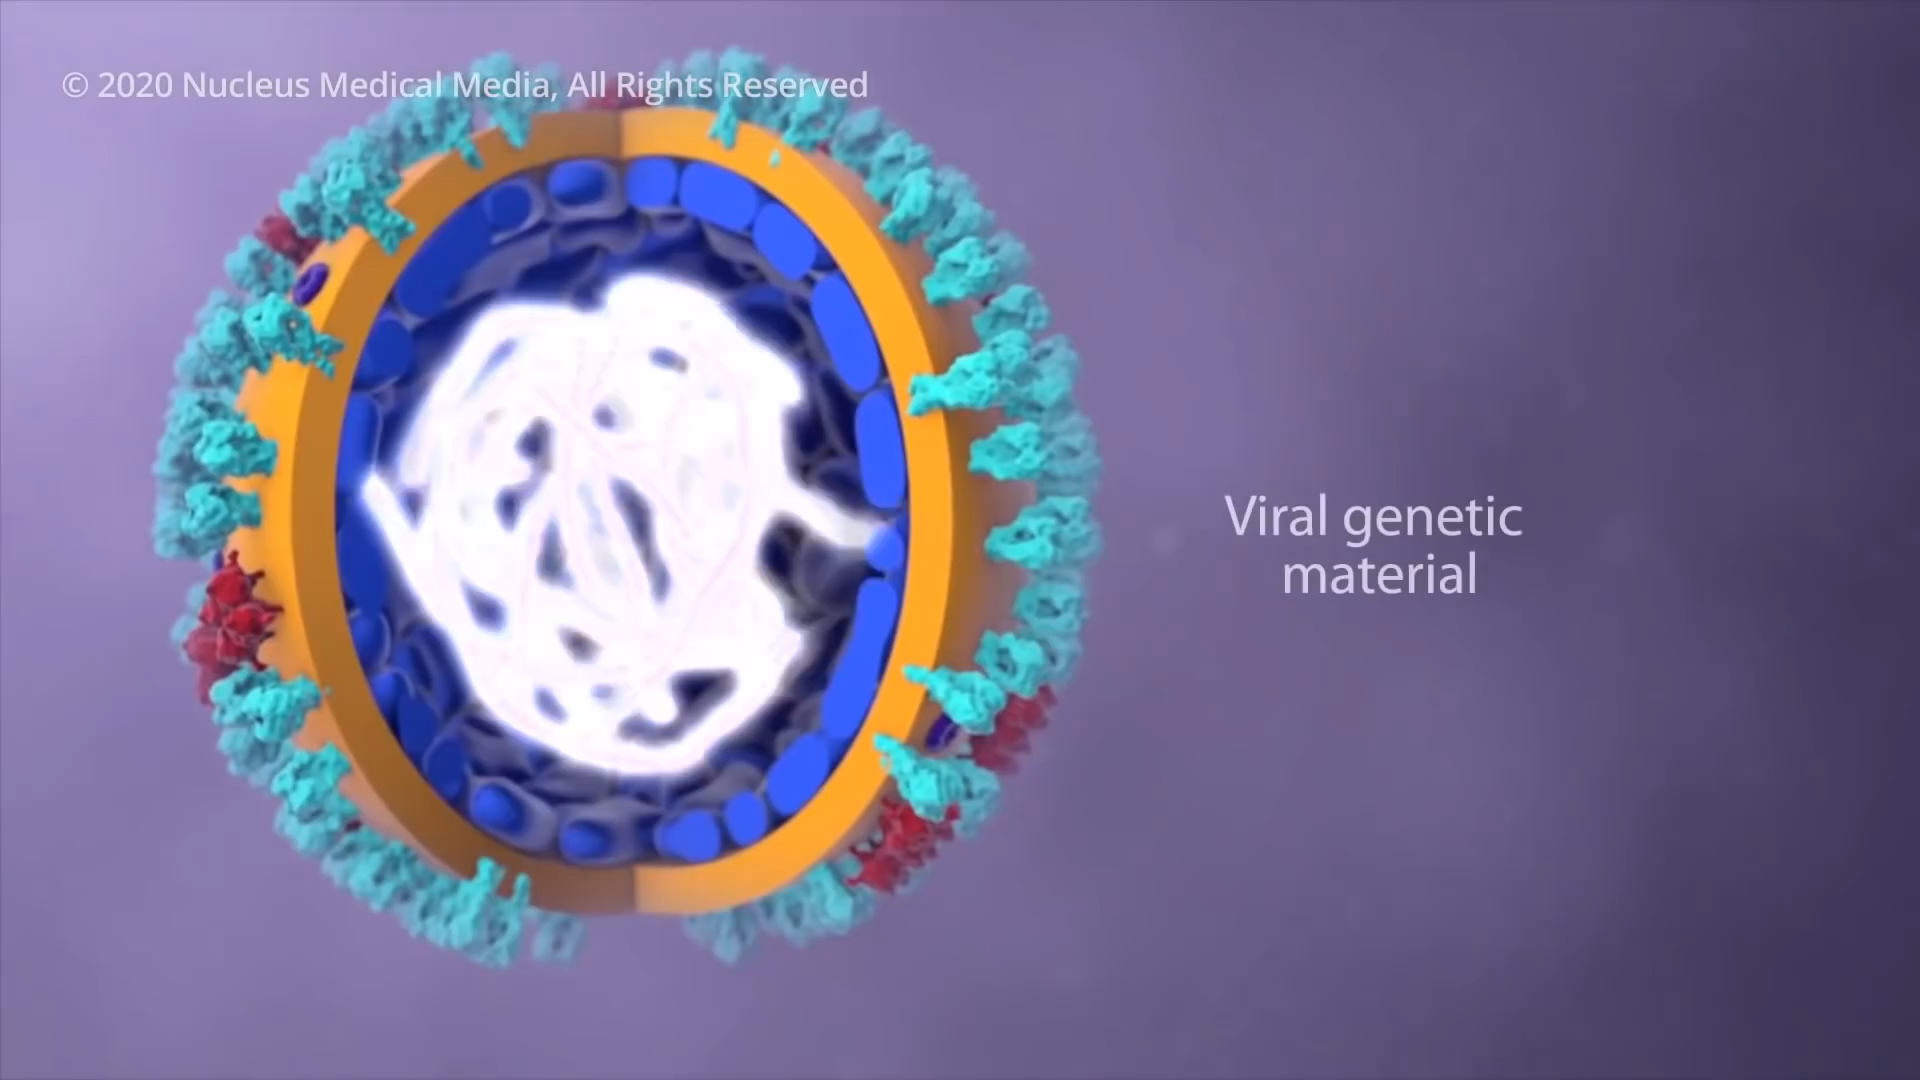 © 2020 Nucleus Medical Media, All Rights Reserved
Viral genetic
material